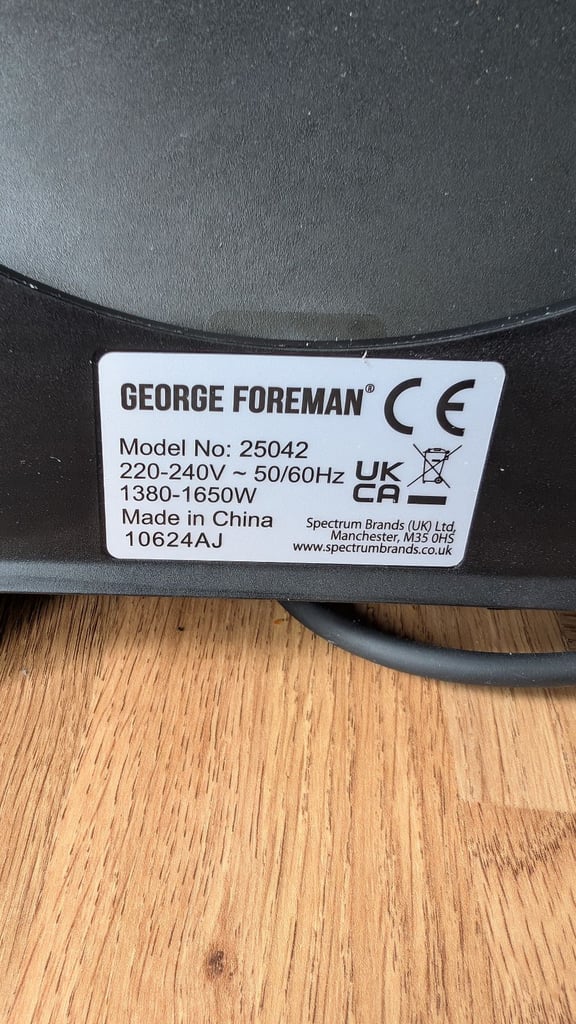 GEORGE FOREMAN® CE
Model No: 25042
220-240V ~ 50/60Hz
1380-1650W
UK
CA
Made in China
10624AJ
Spectrum Brands (UK) Ltd,
Manchester, M35 0HS
www.spectrumbrands.co.uk